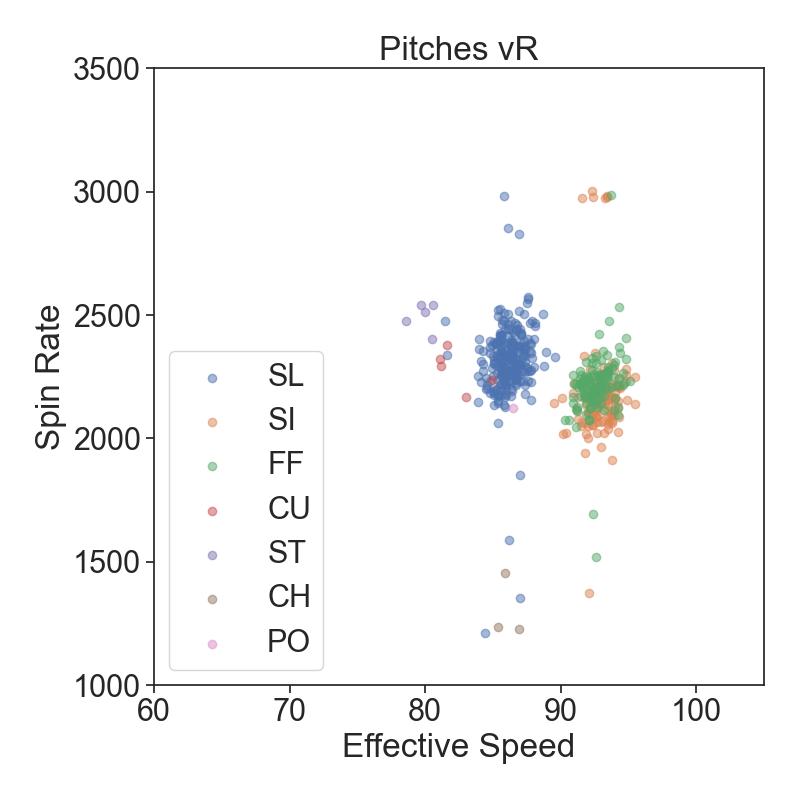 Pitches vR
3500
3000
2500
2000
1500
1000
Spin Rate
SL
SI
FF
CU
ST
CH
PO
60 70 80 90 100
Effective Speed